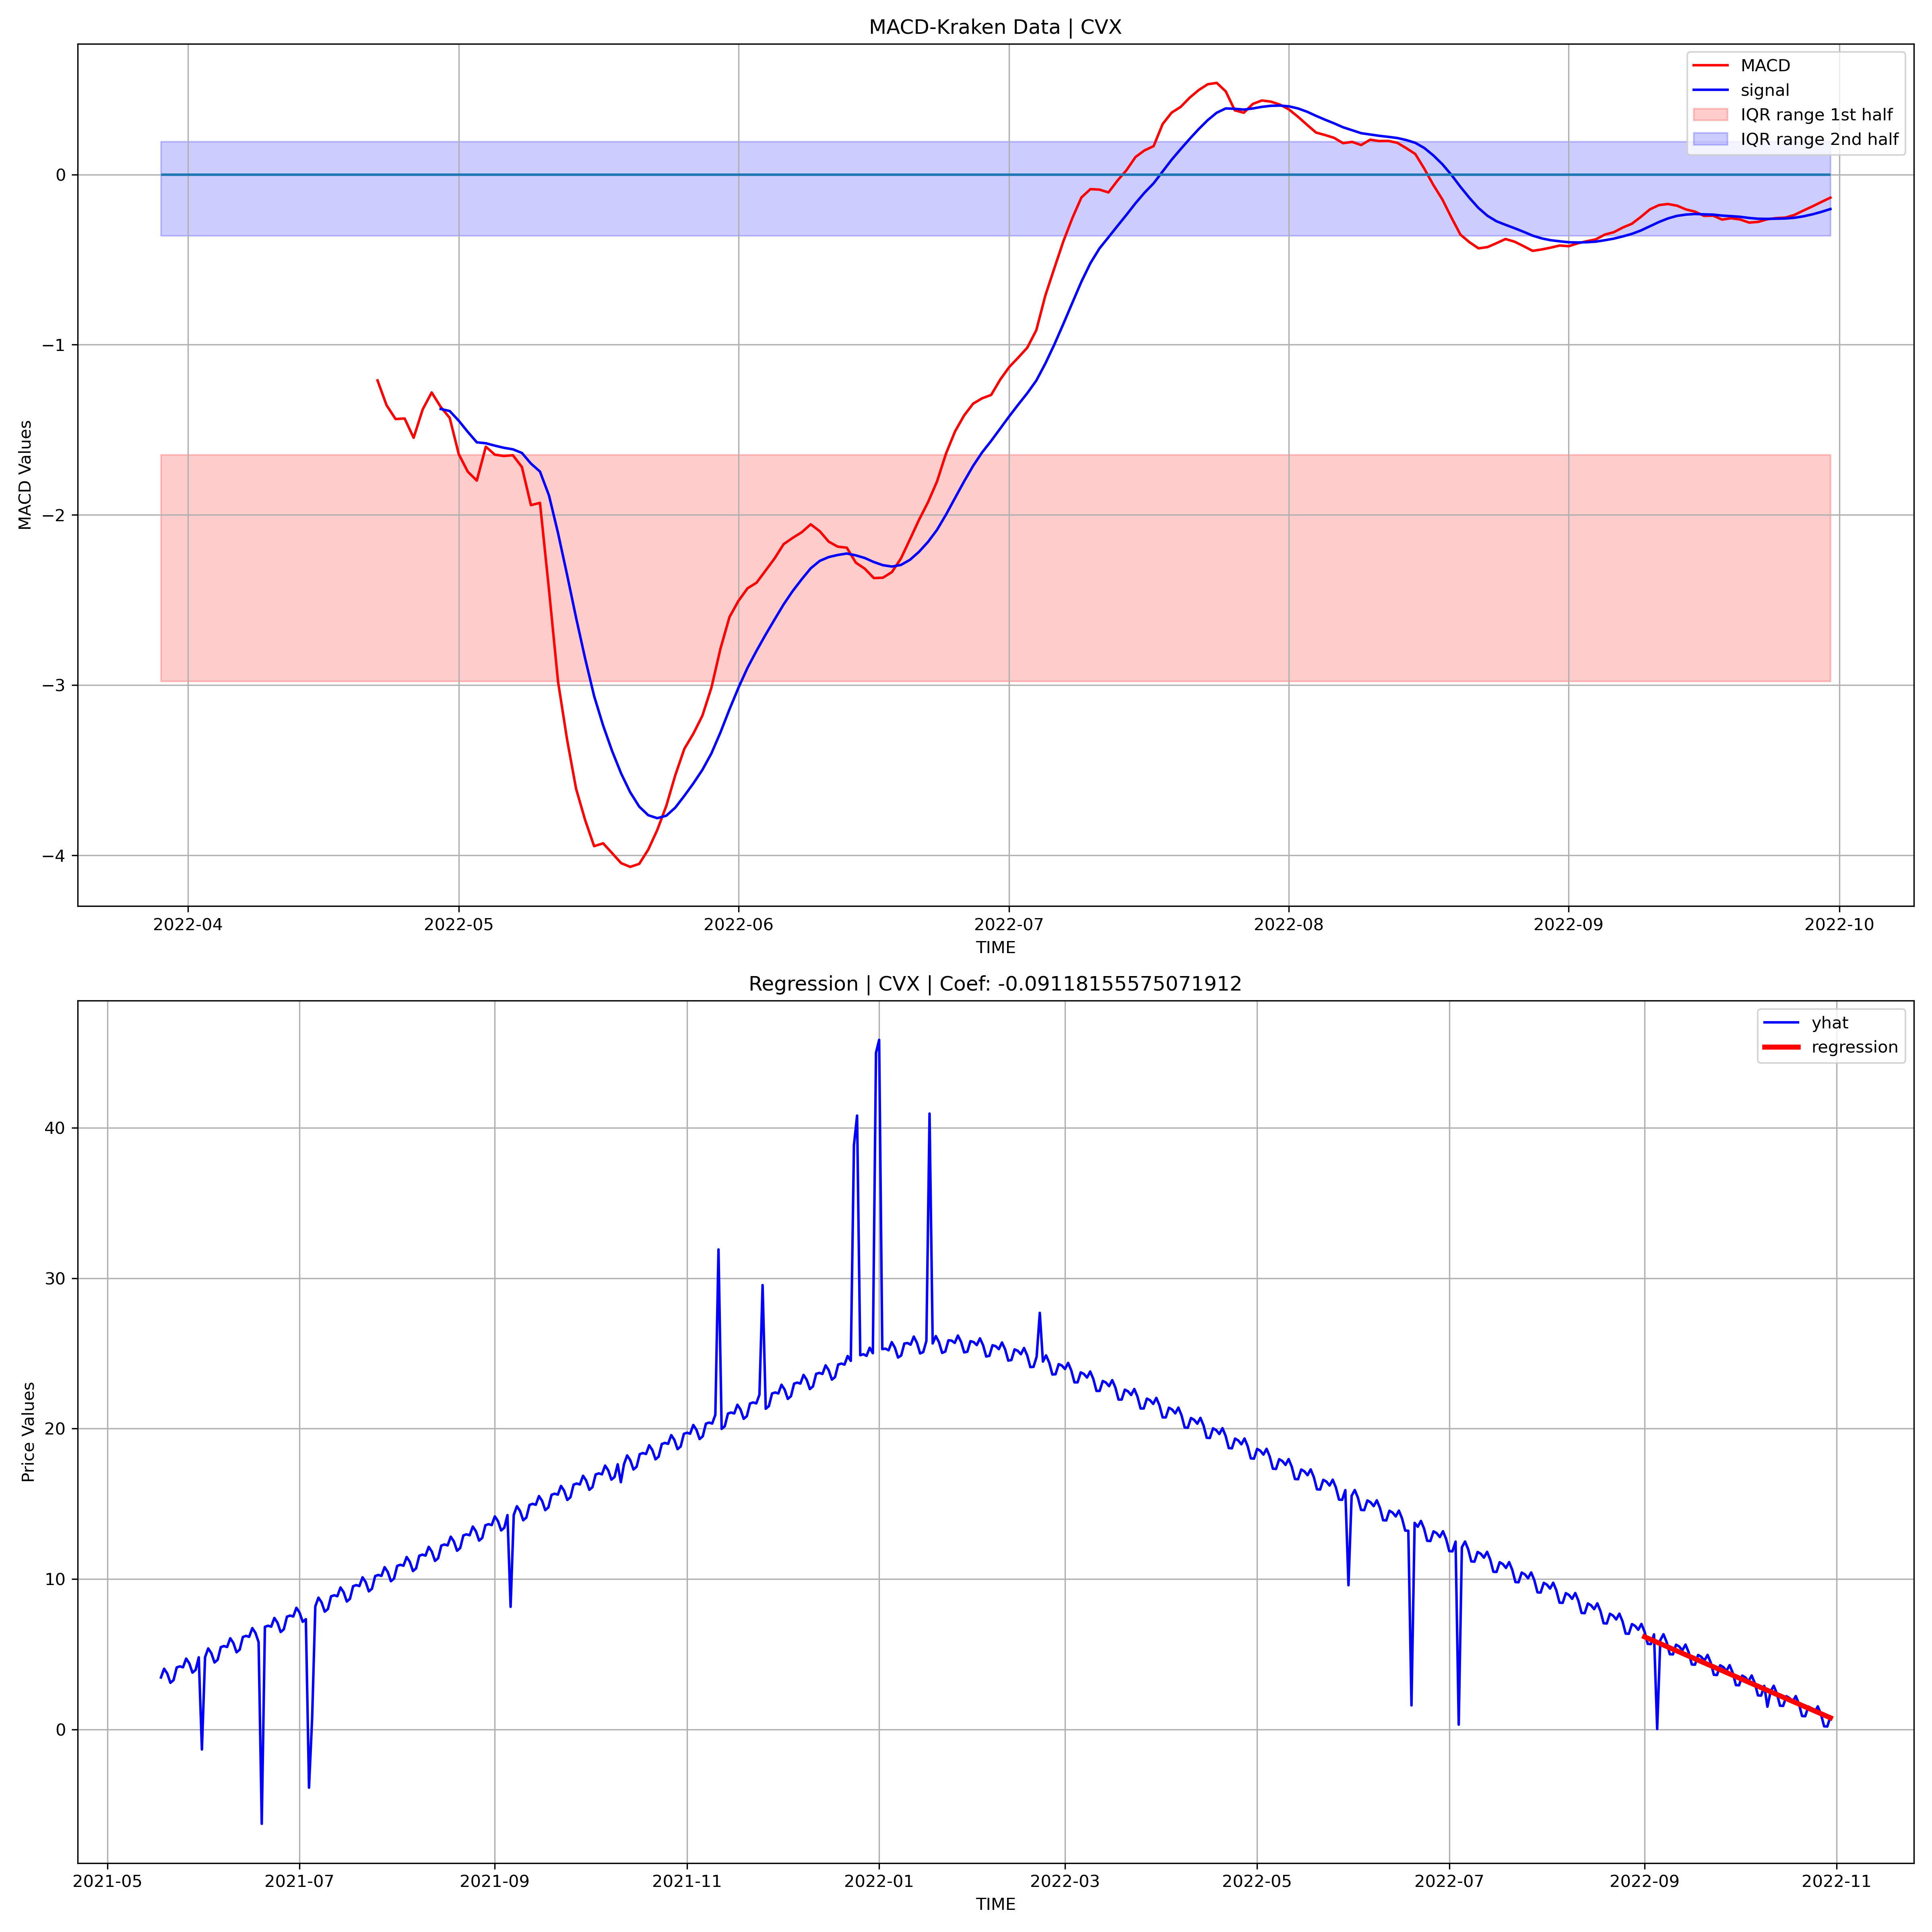 MACD-Kraken Data | CVX
MACD
signal
IQR range 1st half
IQR range 2nd half
MACD Values
0
−1
−2
−3
−4
2022-04 2022-05 2022-06 2022-07 2022-08 2022-09 2022-10
TIME
Regression | CVX | Coef: -0.09118155575071912
yhat
regression
Price Values
40
30
20
10
0
2021-05 2021-07 2021-09 2021-11 2022-01 2022-03 2022-05 2022-07 2022-09 2022-11
TIME